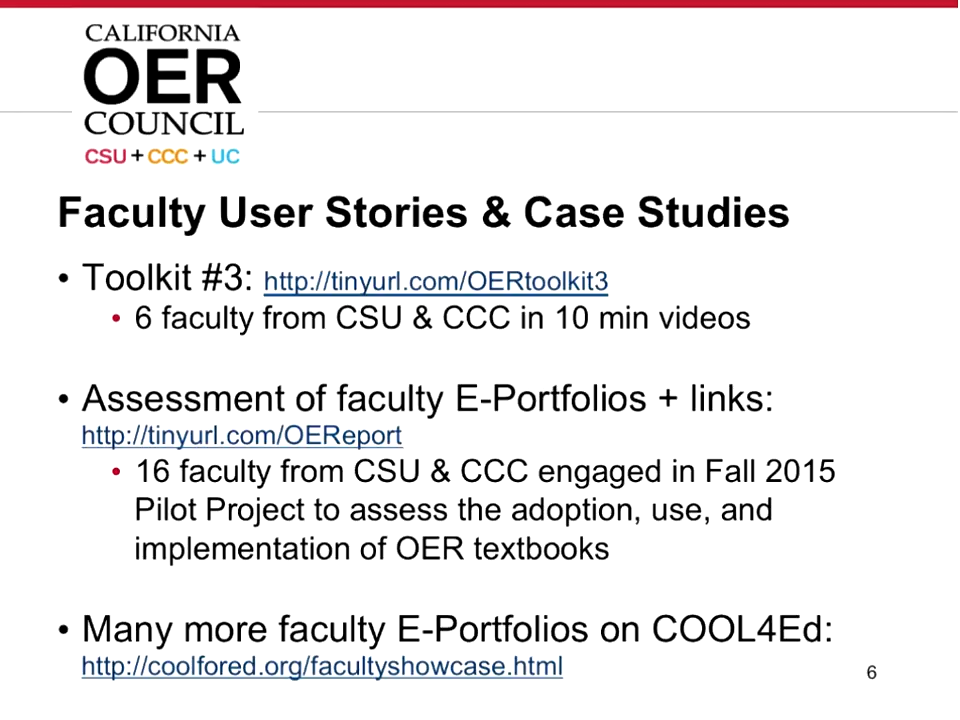 CALIFORNIA
OER
COUNCIL
CSU + CCC + UC
Faculty User Stories & Case Studies
• Toolkit #3: http://tinyurl.com/OERtoolkit3
• 6 faculty from CSU & CCC in 10 min videos
• Assessment of faculty E-Portfolios + links:
http://tinyurl.com/OEReport
• 16 faculty from CSU & CCC engaged in Fall 2015
Pilot Project to assess the adoption, use, and
implementation of OER textbooks
• Many more faculty E-Portfolios on COOL4Ed:
http://coolfored.org/facultyshowcase.html
6